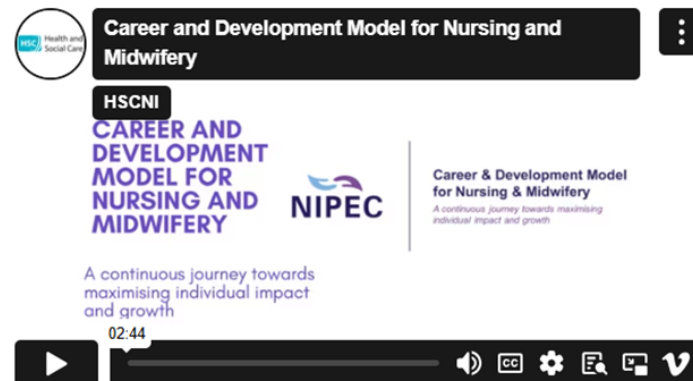 HSC Health and
Social Care
Career and Development Model for Nursing and
Midwifery
HSCNI
CAREER AND
DEVELOPMENT
MODEL FOR
NURSING AND
MIDWIFERY
NIPEC
Career & Development Model
for Nursing & Midwifery
A continuous journey towards maximising
individual impact and growth
A continuous journey towards
maximising individual impact
and growth
02:44
CC